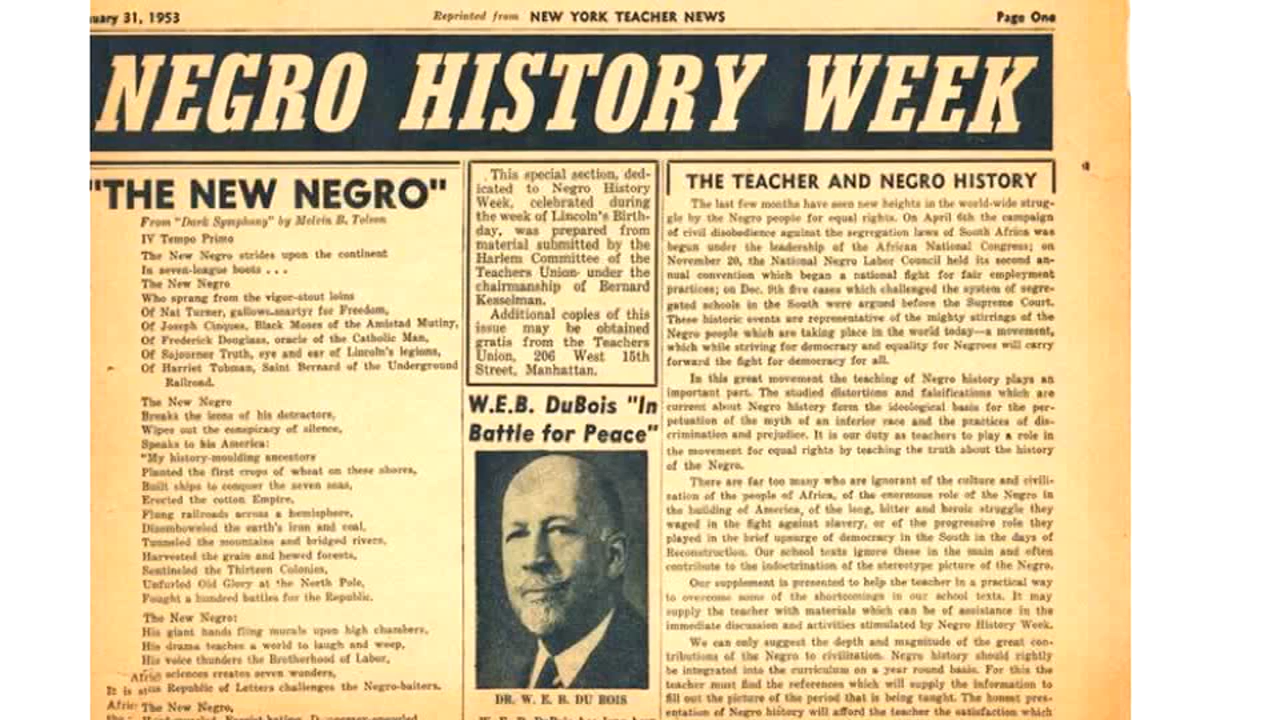 uary 31, 1953
Reprinted from NEW YORK TEACHER NEWS
Page One
NEGRO HISTORY WEEK
"THE NEW NEGRO"
From "Dark Symphony" by Melvin B. Tolson
IV Tempo Primo
The New Negro strides upon the continent
In seven-league boots . . .
The New Negro
Who sprang from the vigor-stout loins
Of Nat Turner, gallows-martyr for Freedom,
Of Joseph Cinquez, Black Moses of the Amistad Mutiny,
Of Frederick Douglass, oracle of the Catholic Man,
Of Sojourner Truth, eye and ear of Lincoln's legions,
Of Harriet Tubman, Saint Bernard of the Underground
Railroad.
The New Negro
Breaks the icons of his detractors,
Wipes out the conspiracy of silence,
Speaks to his America:
"My history-moulding ancestors
Planted the first crops of wheat on these shores,
Built ships to conquer the seven seas,
Erected the cotton Empire,
Flung railroads across a hemisphere,
Disemboweled the earth's iron and coal,
Tunneled the mountains and bridged rivers,
Harvested the grain and hewed forests,
Sentineled the Thirteen Colonies,
Unfurled Old Glory at the North Pole,
Fought a hundred battles for the Republic.
The New Negro:
His giant hands fling murals upon high chambers,
His drama teaches a world to laugh and weep,
His voice thunders the Brotherhood of Labor,
sciences creates seven wonders,
Republic of Letters challenges the Negro-baiters.
The New Negro,
This special section, ded-
icated to Negro History
Week, celebrated during
the week of Lincoln's Birth-
day, was prepared from
material submitted by the
Harlem Committee of the
Teachers Union under the
chairmanship of Bernard
Kesselman.
Additional copies of this
issue may be obtained
gratis from the Teachers
Union, 206 West 15th
Street, Manhattan.
W.E.B. DuBois "In
Battle for Peace"
DR. W. E. B. DU BOIS
THE TEACHER AND NEGRO HISTORY
The last few months have seen new heights in the world-wide strug-
gle by the Negro people for equal rights. On April 6th the campaign
of civil disobedience against the segregation laws of South Africa was
begun under the leadership of the African National Congress; on
November 20, the National Negro Labor Council held its second an-
nual convention which began a national fight for fair employment
practices; on Dec. 9th five cases which challenged the system of segre-
gated schools in the South were argued before the Supreme Court.
These historic events are representative of the mighty stirrings of the
Negro people which are taking place in the world today—a movement,
which while striving for democracy and equality for Negroes will carry
forward the fight for democracy for all.
In this great movement the teaching of Negro history plays an
important part. The studied distortions and falsifications which are
current about Negro history form the ideological basis for the per-
petuation of the myth of an inferior race and the practices of dis-
crimination and prejudice. It is our duty as teachers to play a role in
the movement for equal rights by teaching the truth about the history
of the Negro.
There are far too many who are ignorant of the culture and civili-
zation of the people of Africa, of the enormous role of the Negro in
the building of America, of the long, bitter and heroic struggle they
waged in the fight against slavery, or of the progressive role they
played in the brief upsurge of democracy in the South in the days of
Reconstruction. Our school texts ignore these in the main and often
contribute to the indoctrination of the stereotype picture of the Negro.
Our supplement is presented to help the teacher in a practical way
to overcome some of the shortcomings in our school texts. It may
supply the teacher with materials which can be of assistance in the
immediate discussion and activities stimulated by Negro History Week.
We can only suggest the depth and magnitude of the great con-
tributions of the Negro to civilization. Negro history should rightly
be integrated into the curriculum on a year round basis. For this the
teacher must find the references which will supply the information to
fill out the picture of the period that is being taught. The honest pres-
entation of Negro history will afford the teacher the satisfaction which